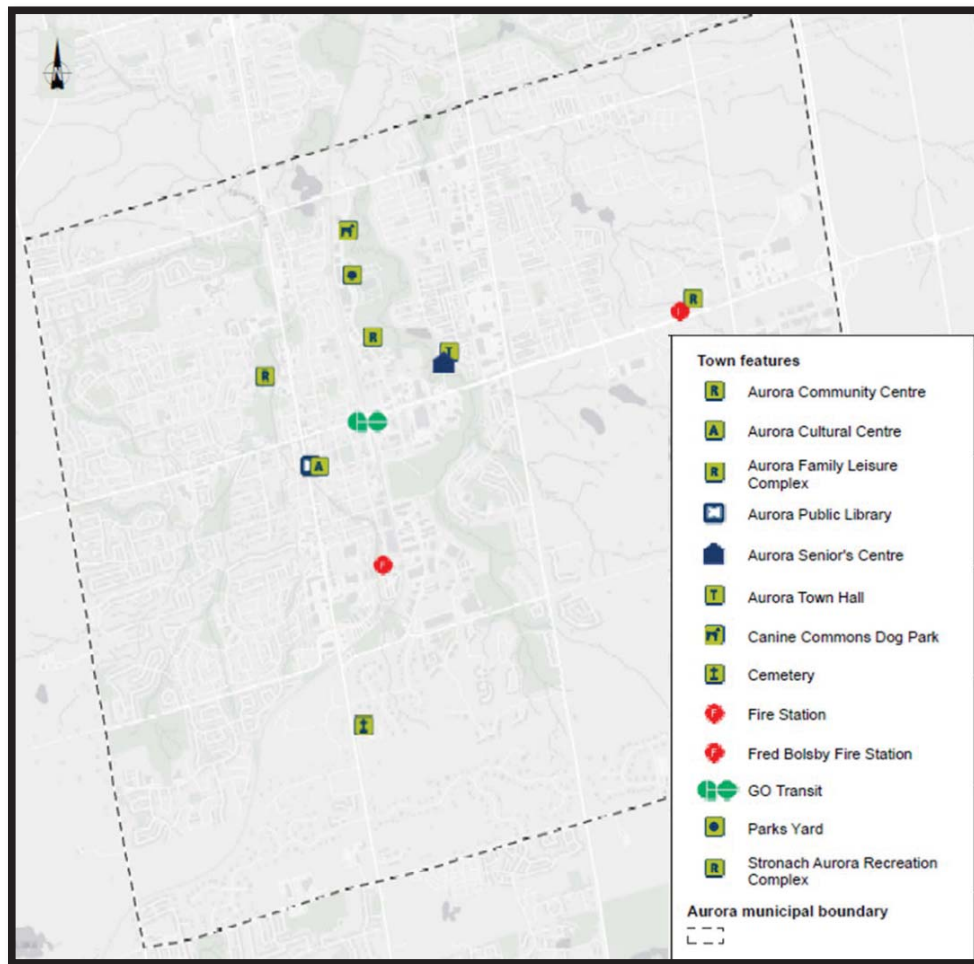 N
R
F
R
T
R
A
F
Town features
R Aurora Community Centre
A Aurora Cultural Centre
R Aurora Family Leisure
Complex
Aurora Public Library
Aurora Senior's Centre
T Aurora Town Hall
Canine Commons Dog Park
Cemetery
F Fire Station
F Fred Bolsby Fire Station
GO Transit
Parks Yard
R Stronach Aurora Recreation
Complex
Aurora municipal boundary